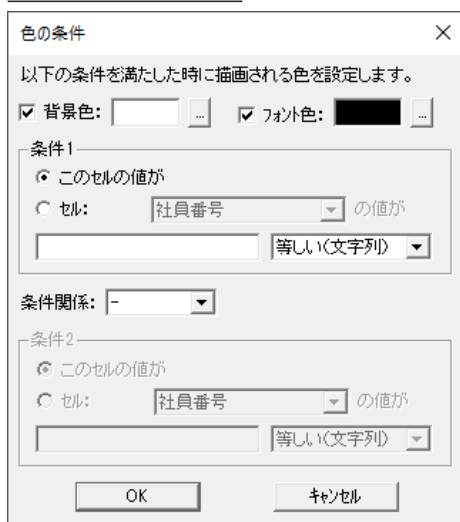 色の条件
以下の条件を満たした時に描画される色を設定します。
背景色: ... フォント色: ...
条件1
このセルの値が
セル: 社員番号 の値が
等しい(文字列)
条件関係: -
条件2
このセルの値が
セル: 社員番号 の値が
等しい(文字列)
OK キャンセル